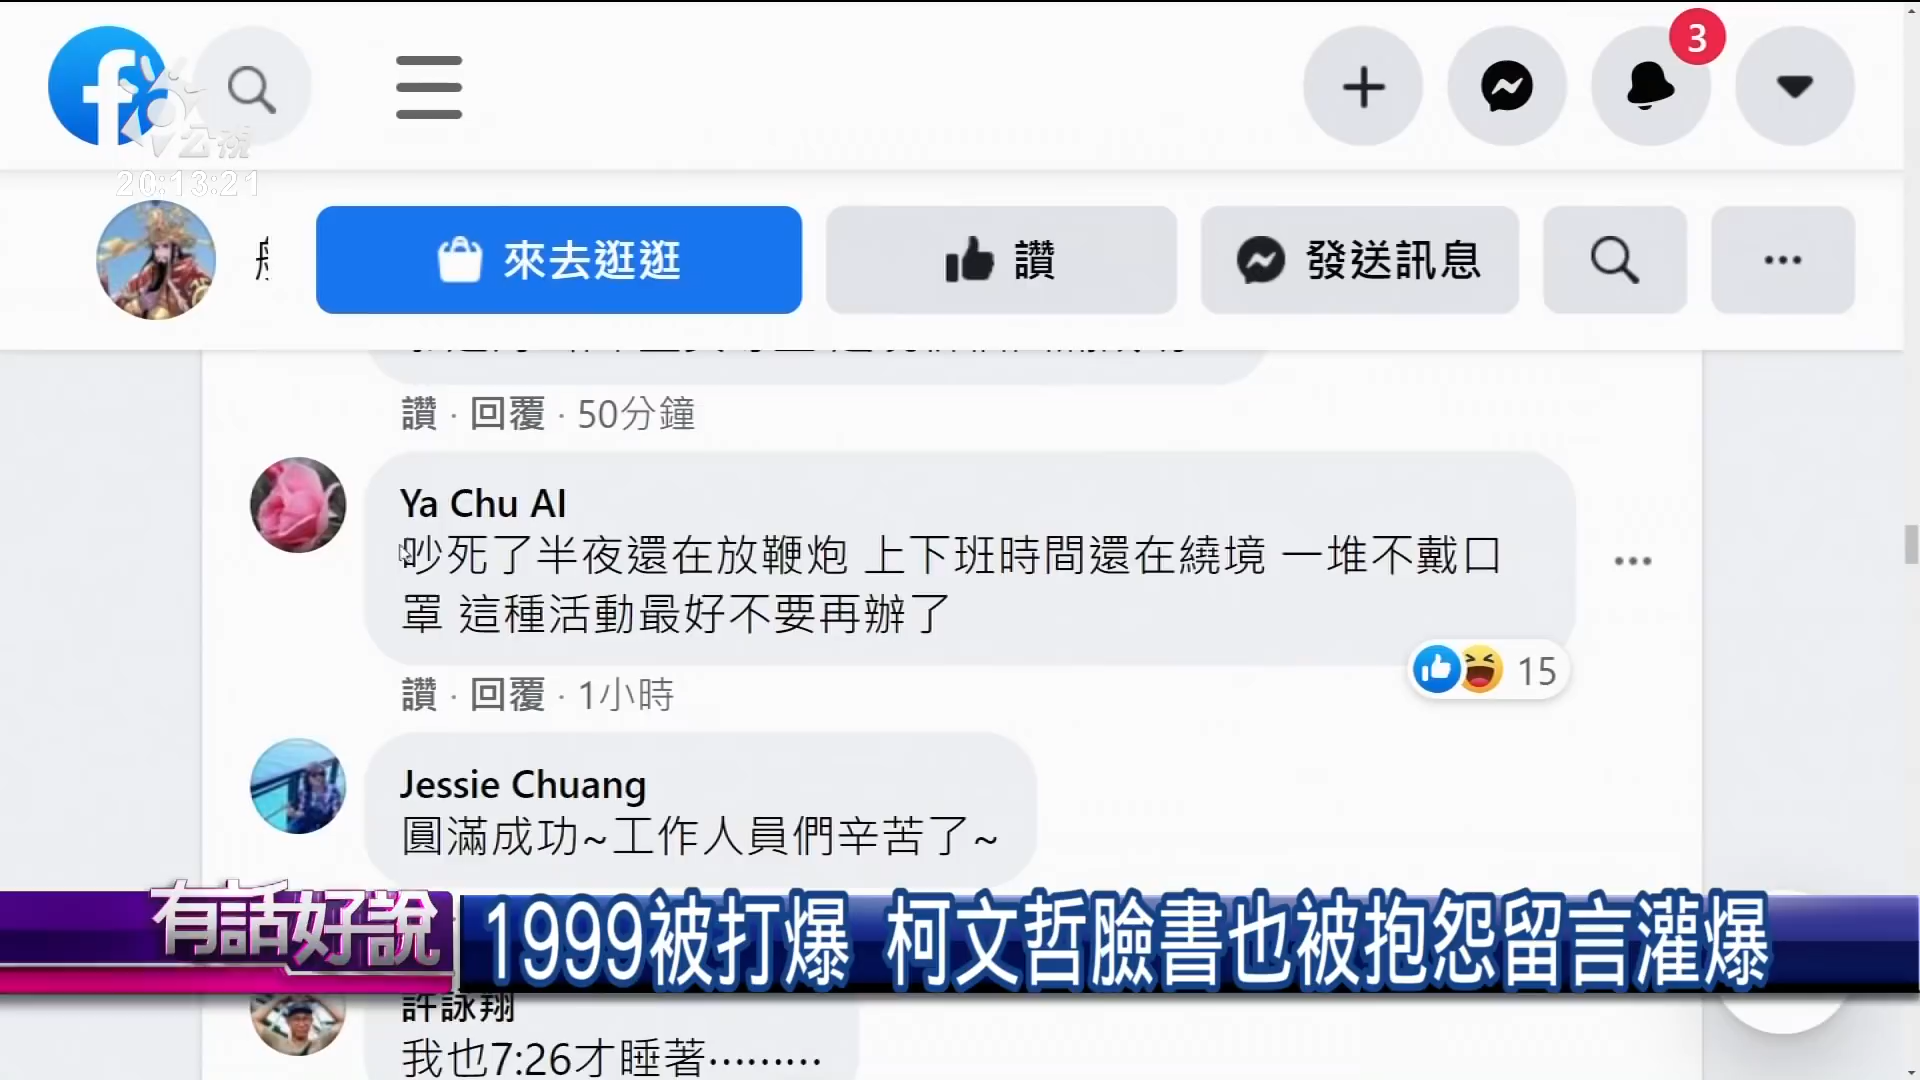 3
公視
20:13:21
來去逛逛
讚
發送訊息
讚 · 回覆 · 50分鐘
Ya Chu AI
吵死了半夜還在放鞭炮 上下班時間還在繞境 一堆不戴口
罩 這種活動最好不要再辦了
15
讚 · 回覆 · 1小時
Jessie Chuang
圓滿成功~工作人員們辛苦了~
有話好說
1999被打爆 柯文哲臉書也被抱怨留言灌爆
許詠翔
我也7:26才睡著………